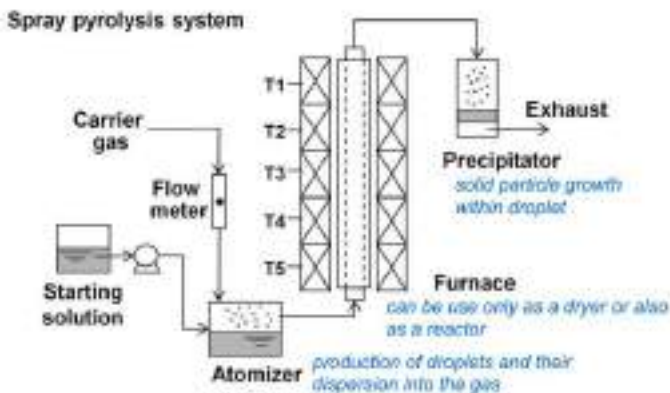 Spray pyrolysis system
T1
T2
T3
T4
T5
Carrier
gas
Flow
meter
Starting
solution
Atomizer
production of droplets and their
dispersion into the gas
Furnace
can be use only as a dryer or also
as a reactor
Exhaust
Precipitator
solid particle growth
within droplet